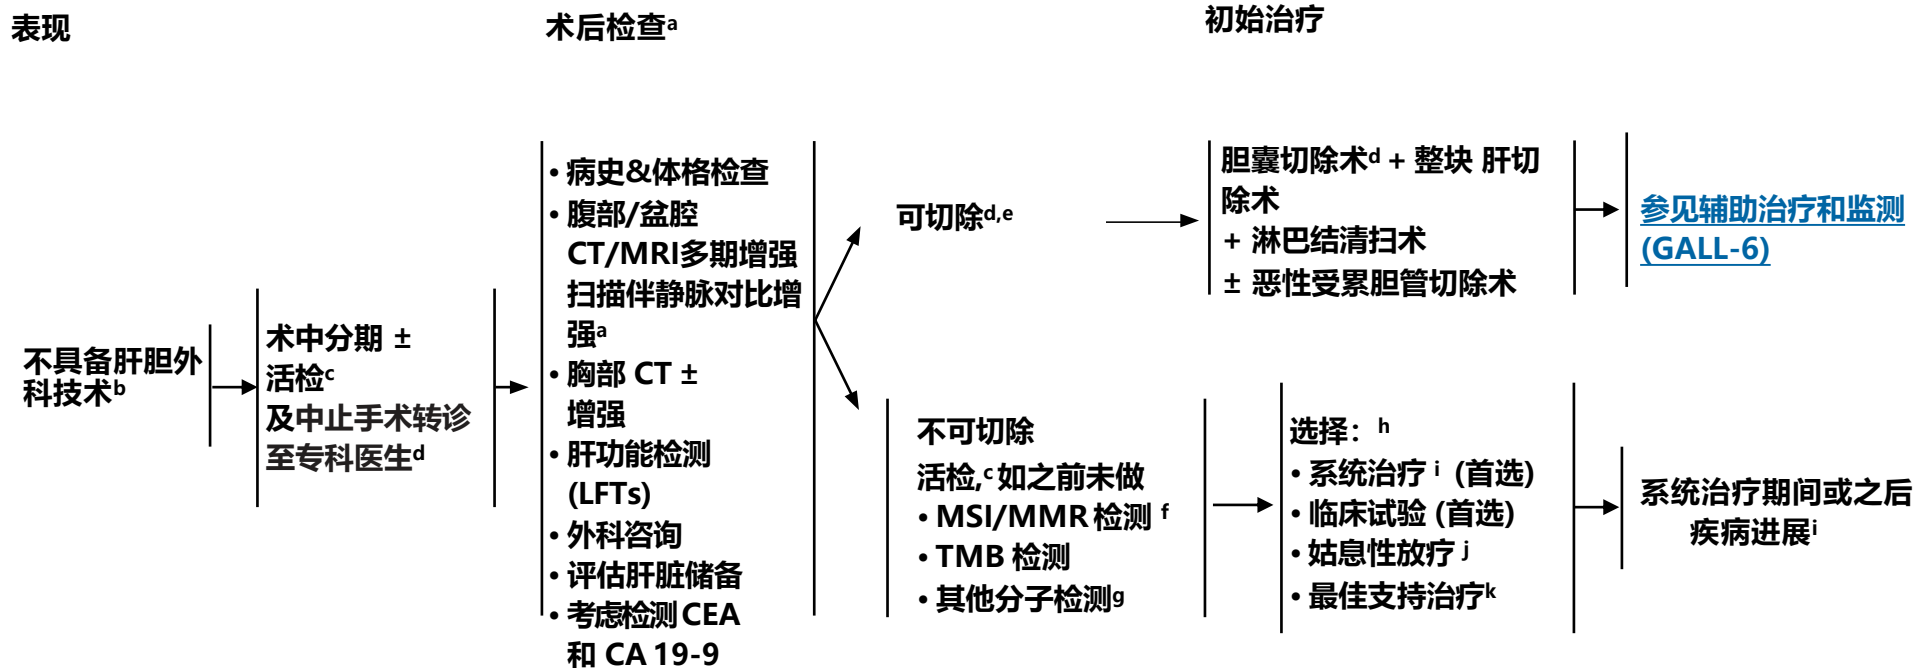 表现
术后检查a
初始治疗
不具备肝胆外
科技术b
术中分期 ±
活检c
及中止手术转诊
至专科医生d
• 病史&体格检查
• 腹部/盆腔
CT/MRI多期增强
扫描伴静脉对比增
强a
• 胸部 CT ±
增强
• 肝功能检测
(LFTs)
• 外科咨询
• 评估肝脏储备
• 考虑检测 CEA
和 CA 19-9
可切除d,e
胆囊切除术d + 整块 肝切
除术
+ 淋巴结清扫术
± 恶性受累胆管切除术
参见辅助治疗和监测
(GALL-6)
不可切除
活检,c 如之前未做
• MSI/MMR 检测 f
• TMB 检测
• 其他分子检测g
选择：h
• 系统治疗 i (首选)
• 临床试验 (首选)
• 姑息性放疗 j
• 最佳支持治疗k
系统治疗期间或之后
疾病进展i